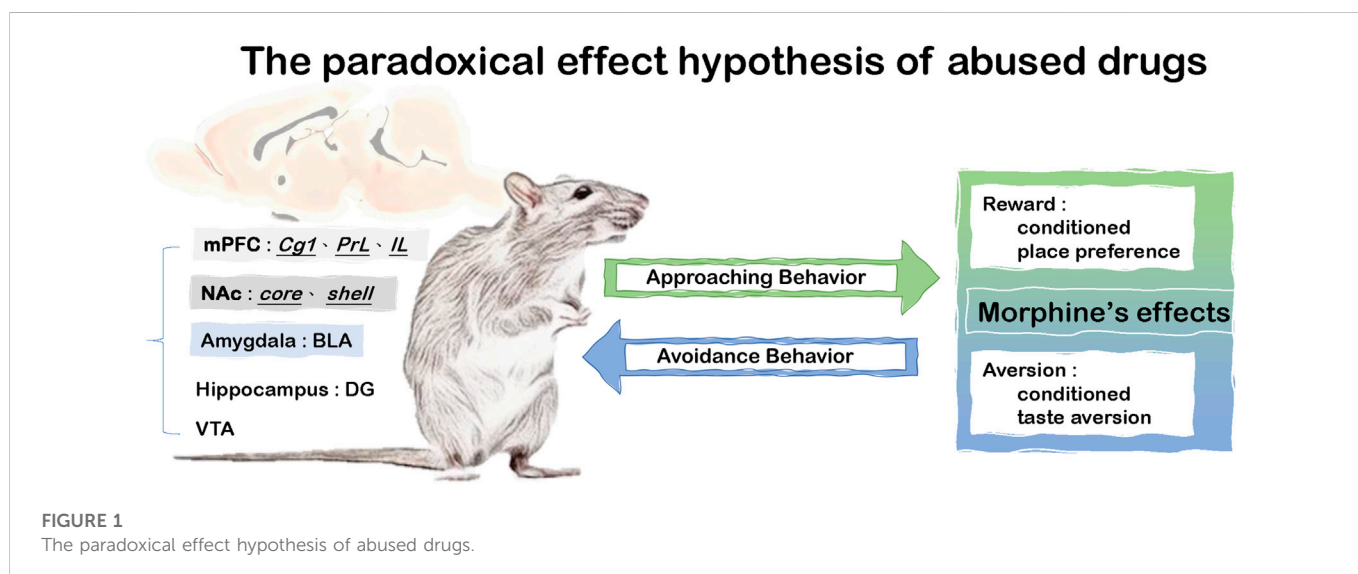 The paradoxical effect hypothesis of abused drugs
mPFC : Cg1、PrL、IL
NAc : core、shell
Amygdala : BLA
Hippocampus : DG
VTA
Approaching Behavior
Avoidance Behavior
Reward :
conditioned
place preference
Morphine's effects
Aversion :
conditioned
taste aversion
FIGURE 1
The paradoxical effect hypothesis of abused drugs.